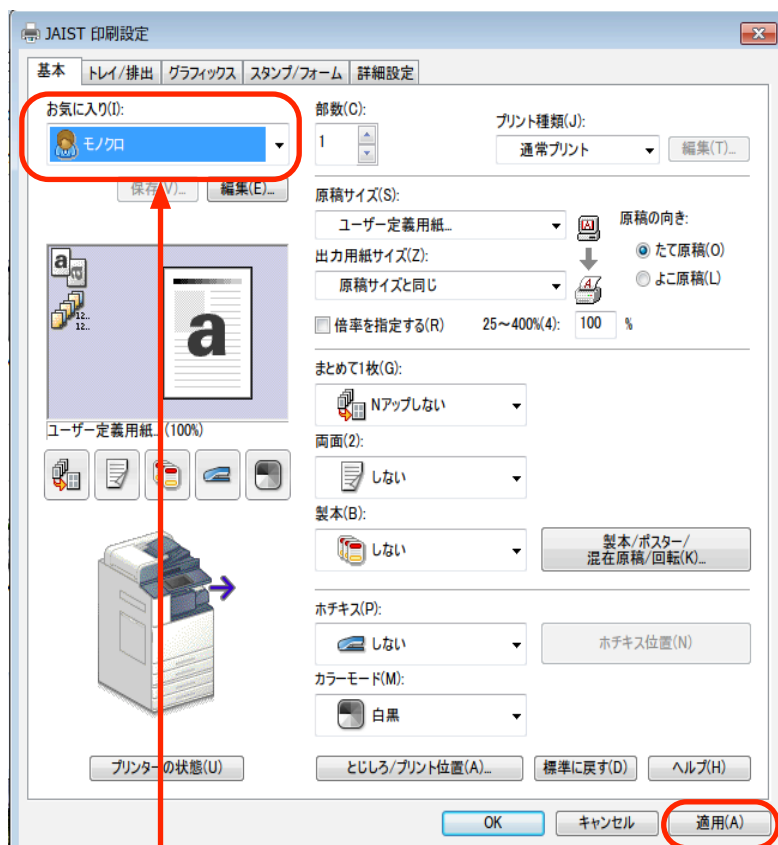 JAIST 印刷設定
基本 トレイ/排出 グラフィックス スタンプ/フォーム 詳細設定
お気に入り(I):
モノクロ
保存(V)... 編集(E)...
a
a
12..
12..
a
ユーザー定義用紙... (100%)
プリンターの状態(U)
部数(C):
1
プリント種類(J):
通常プリント
編集(T)...
原稿サイズ(S):
ユーザー定義用紙...
出力用紙サイズ(Z):
原稿サイズと同じ
原稿の向き:
たて原稿(O)
よこ原稿(L)
倍率を指定する(R) 25～400%(4): 100 %
まとめて1枚(G):
Nアップしない
両面(2):
しない
製本(B):
しない
製本/ポスター/
混在原稿/回転(K)...
ホチキス(P):
しない
ホチキス位置(N)
カラーモード(M):
白黒
とじしろ/プリント位置(A)... 標準に戻す(D) ヘルプ(H)
OK キャンセル 適用(A)